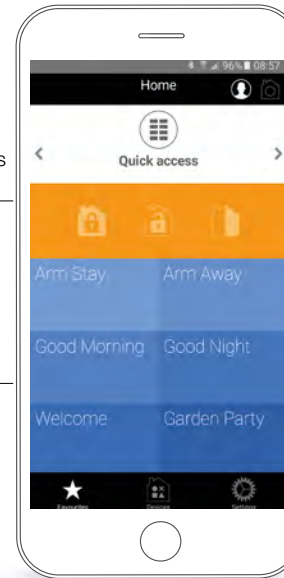 96% 08:57
Home
Quick access
s
Arm Stay Arm Away
Good Morning Good Night
Welcome Garden Party
Favourites Devices Settings